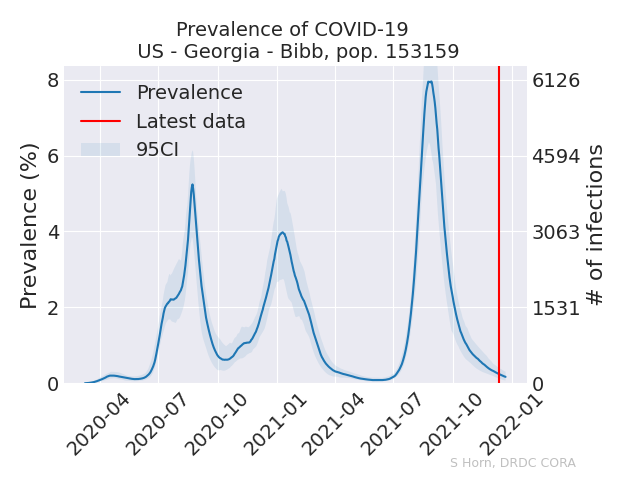 Prevalence of COVID-19
US - Georgia - Bibb, pop. 153159
Prevalence
Latest data
95CI
Prevalence (%)
8
6
4
2
0
6126
4594
3063
1531
0
# of infections
2020-04
2020-07
2020-10
2021-01
2021-04
2021-07
2021-10
2022-01
S Horn, DRDC CORA